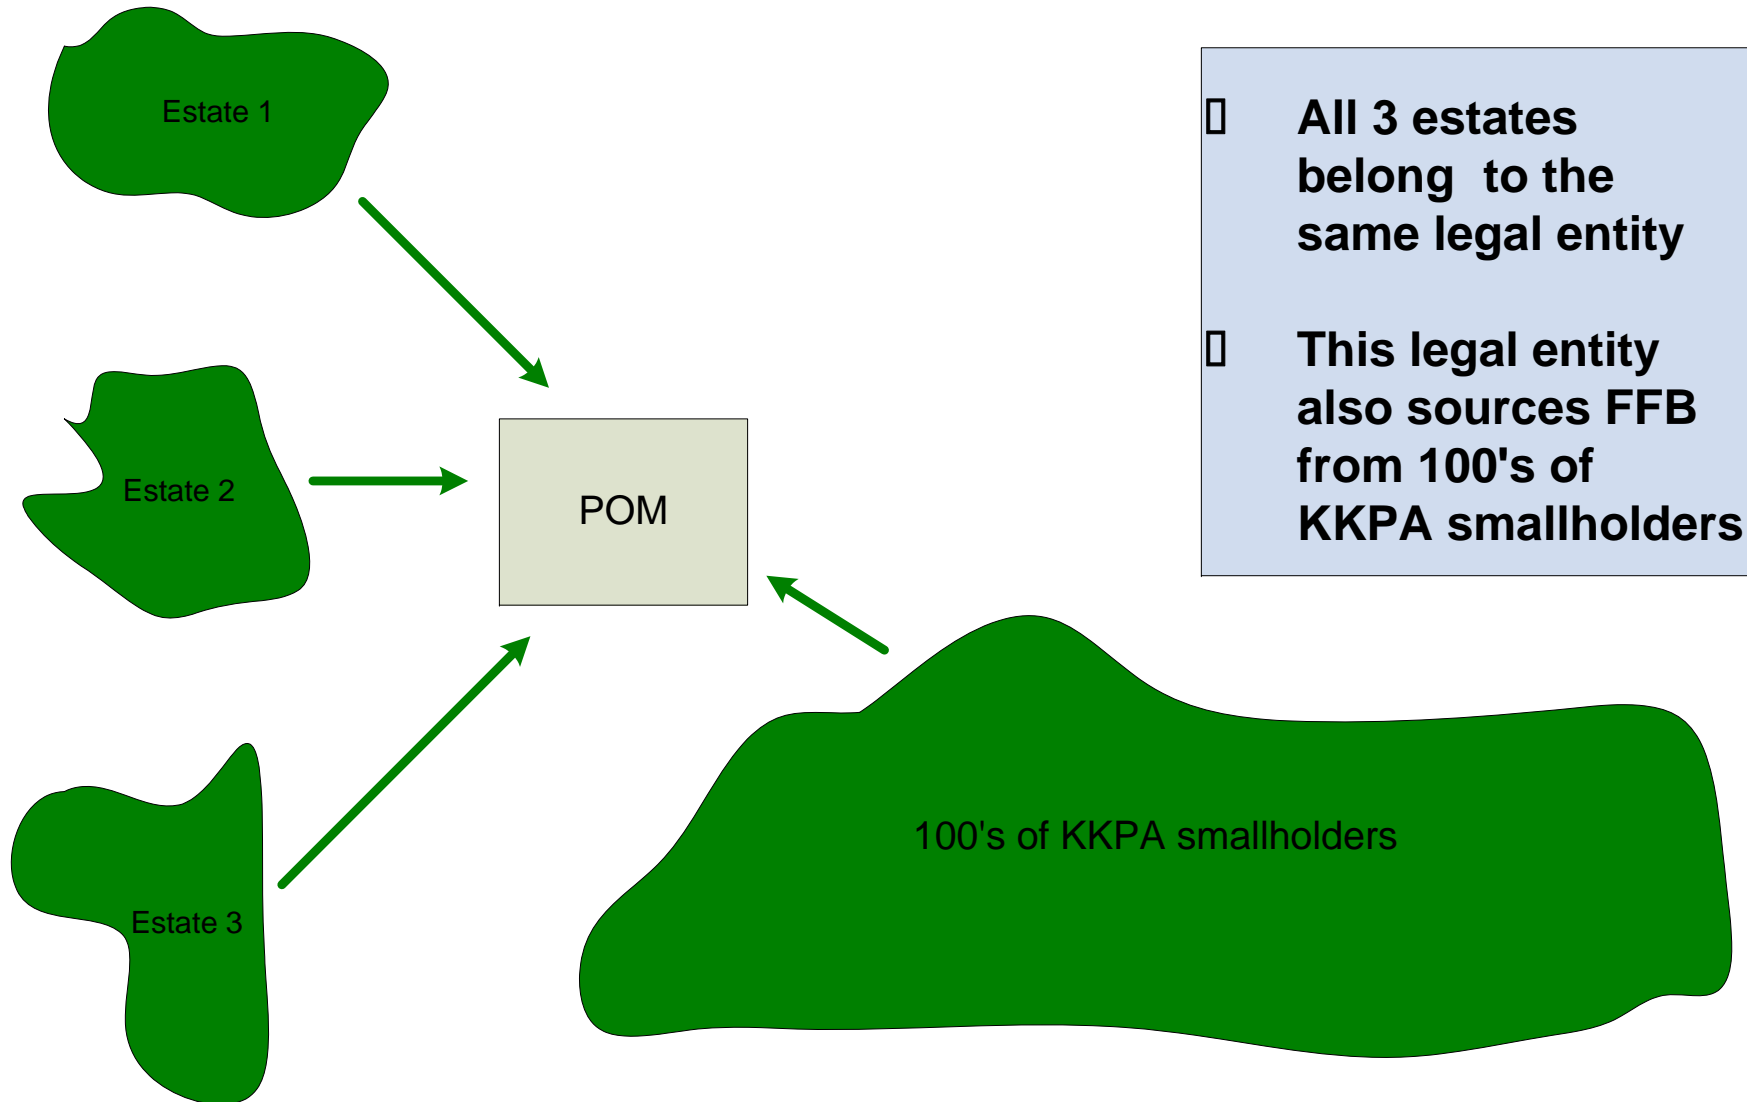 Estate 1
All 3 estates
belong  to the
same legal entity
This legal entity
also sources FFB
from 100's of
KKPA smallholders
Estate 2
POM
100's of KKPA smallholders
Estate 3